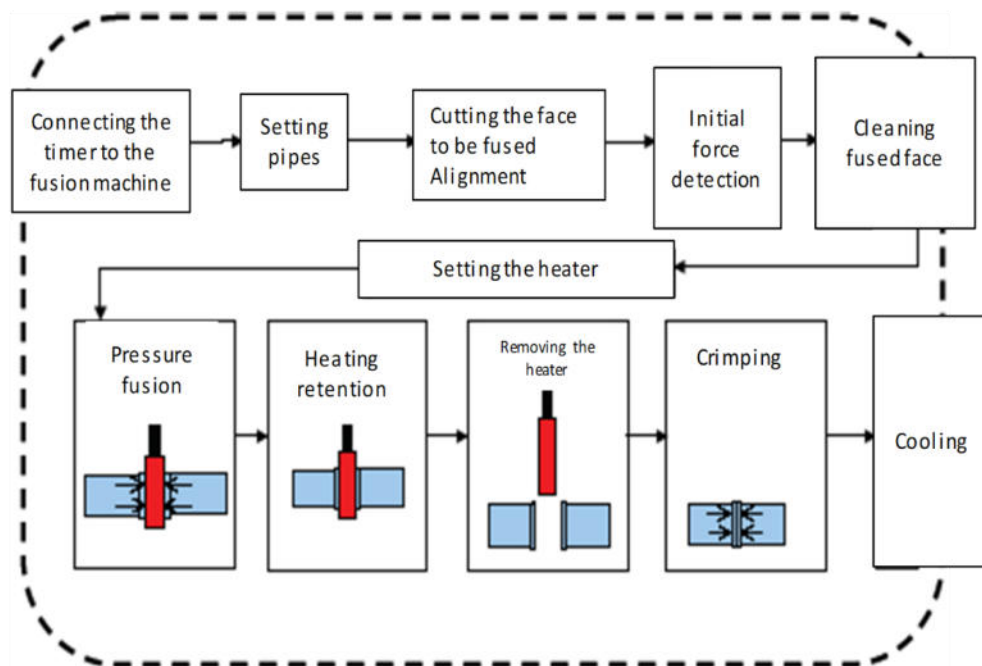 Connecting the
timer to the
fusion machine
Setting
pipes
Cutting the face
to be fused
Alignment
Initial
force
detection
Cleaning
fused face
Setting the heater
Pressure
fusion
Heating
retention
Removing the
heater
Crimping
Cooling